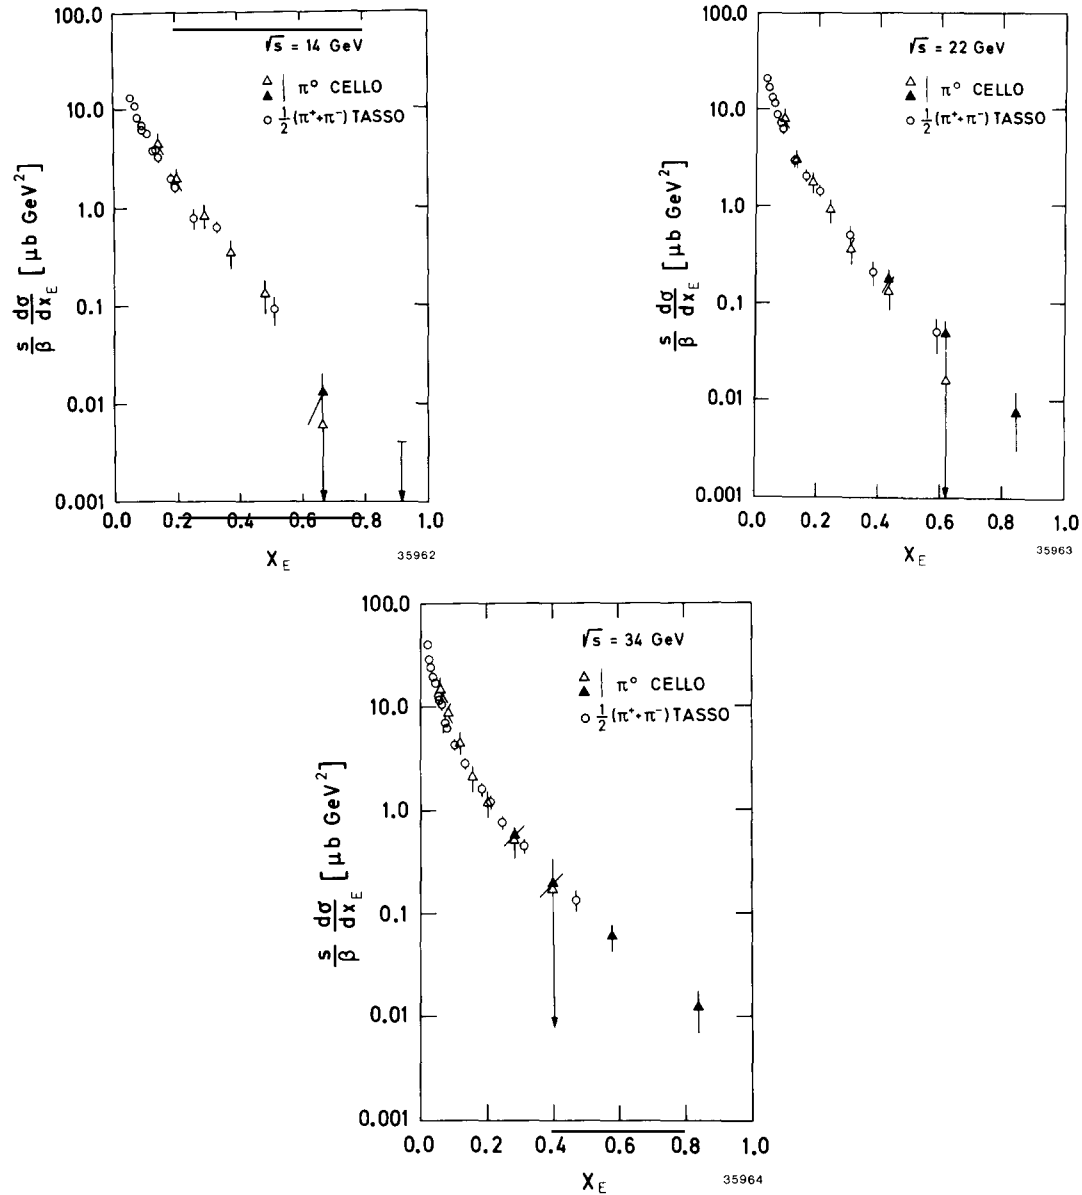 100.0
√s = 14 GeV
△
▲ | π⁰ CELLO
○ ½(π⁺+π⁻) TASSO
10.0
1.0
0.1
0.01
0.001
s/β dσ/dx_E [μb GeV²]
0.0 0.2 0.4 0.6 0.8 1.0
X_E
35962
100.0
√s = 22 GeV
△
▲ | π⁰ CELLO
○ ½(π⁺+π⁻) TASSO
10.0
1.0
0.1
0.01
0.001
s/β dσ/dx_E [μb GeV²]
0.0 0.2 0.4 0.6 0.8 1.0
X_E
35963
100.0
√s = 34 GeV
△
▲ | π⁰ CELLO
○ ½(π⁺+π⁻) TASSO
10.0
1.0
0.1
0.01
0.001
s/β dσ/dx_E [μb GeV²]
0.0 0.2 0.4 0.6 0.8 1.0
X_E
35964